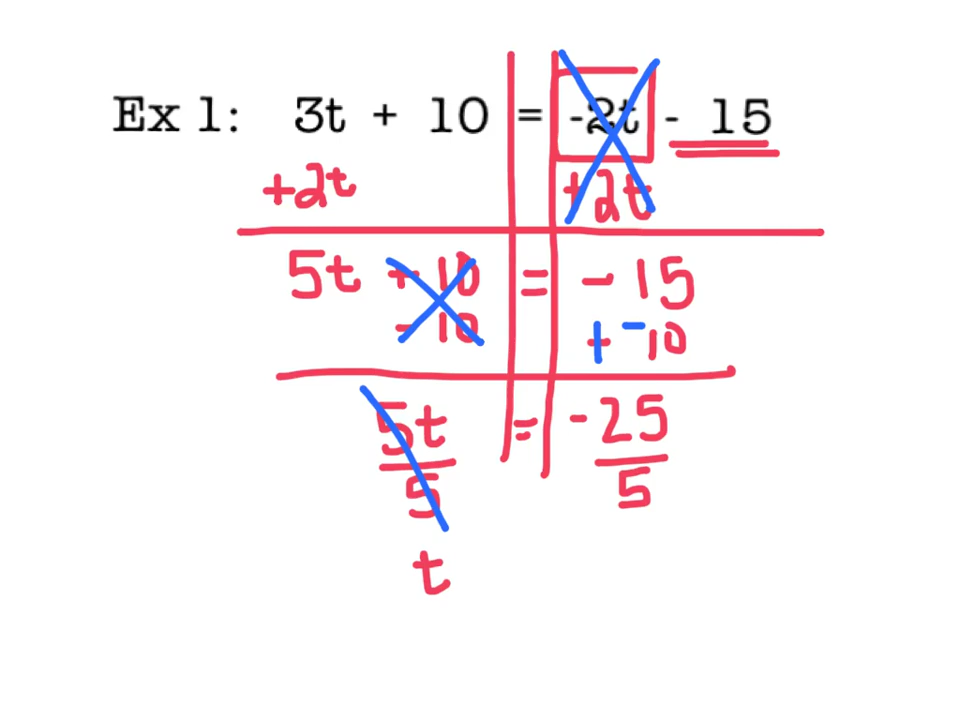 Ex 1: 3t + 10 = -2t - 15
+2t +2t
5t + 10 = - 15
- 10 + -10
5t = -25
5 5
t